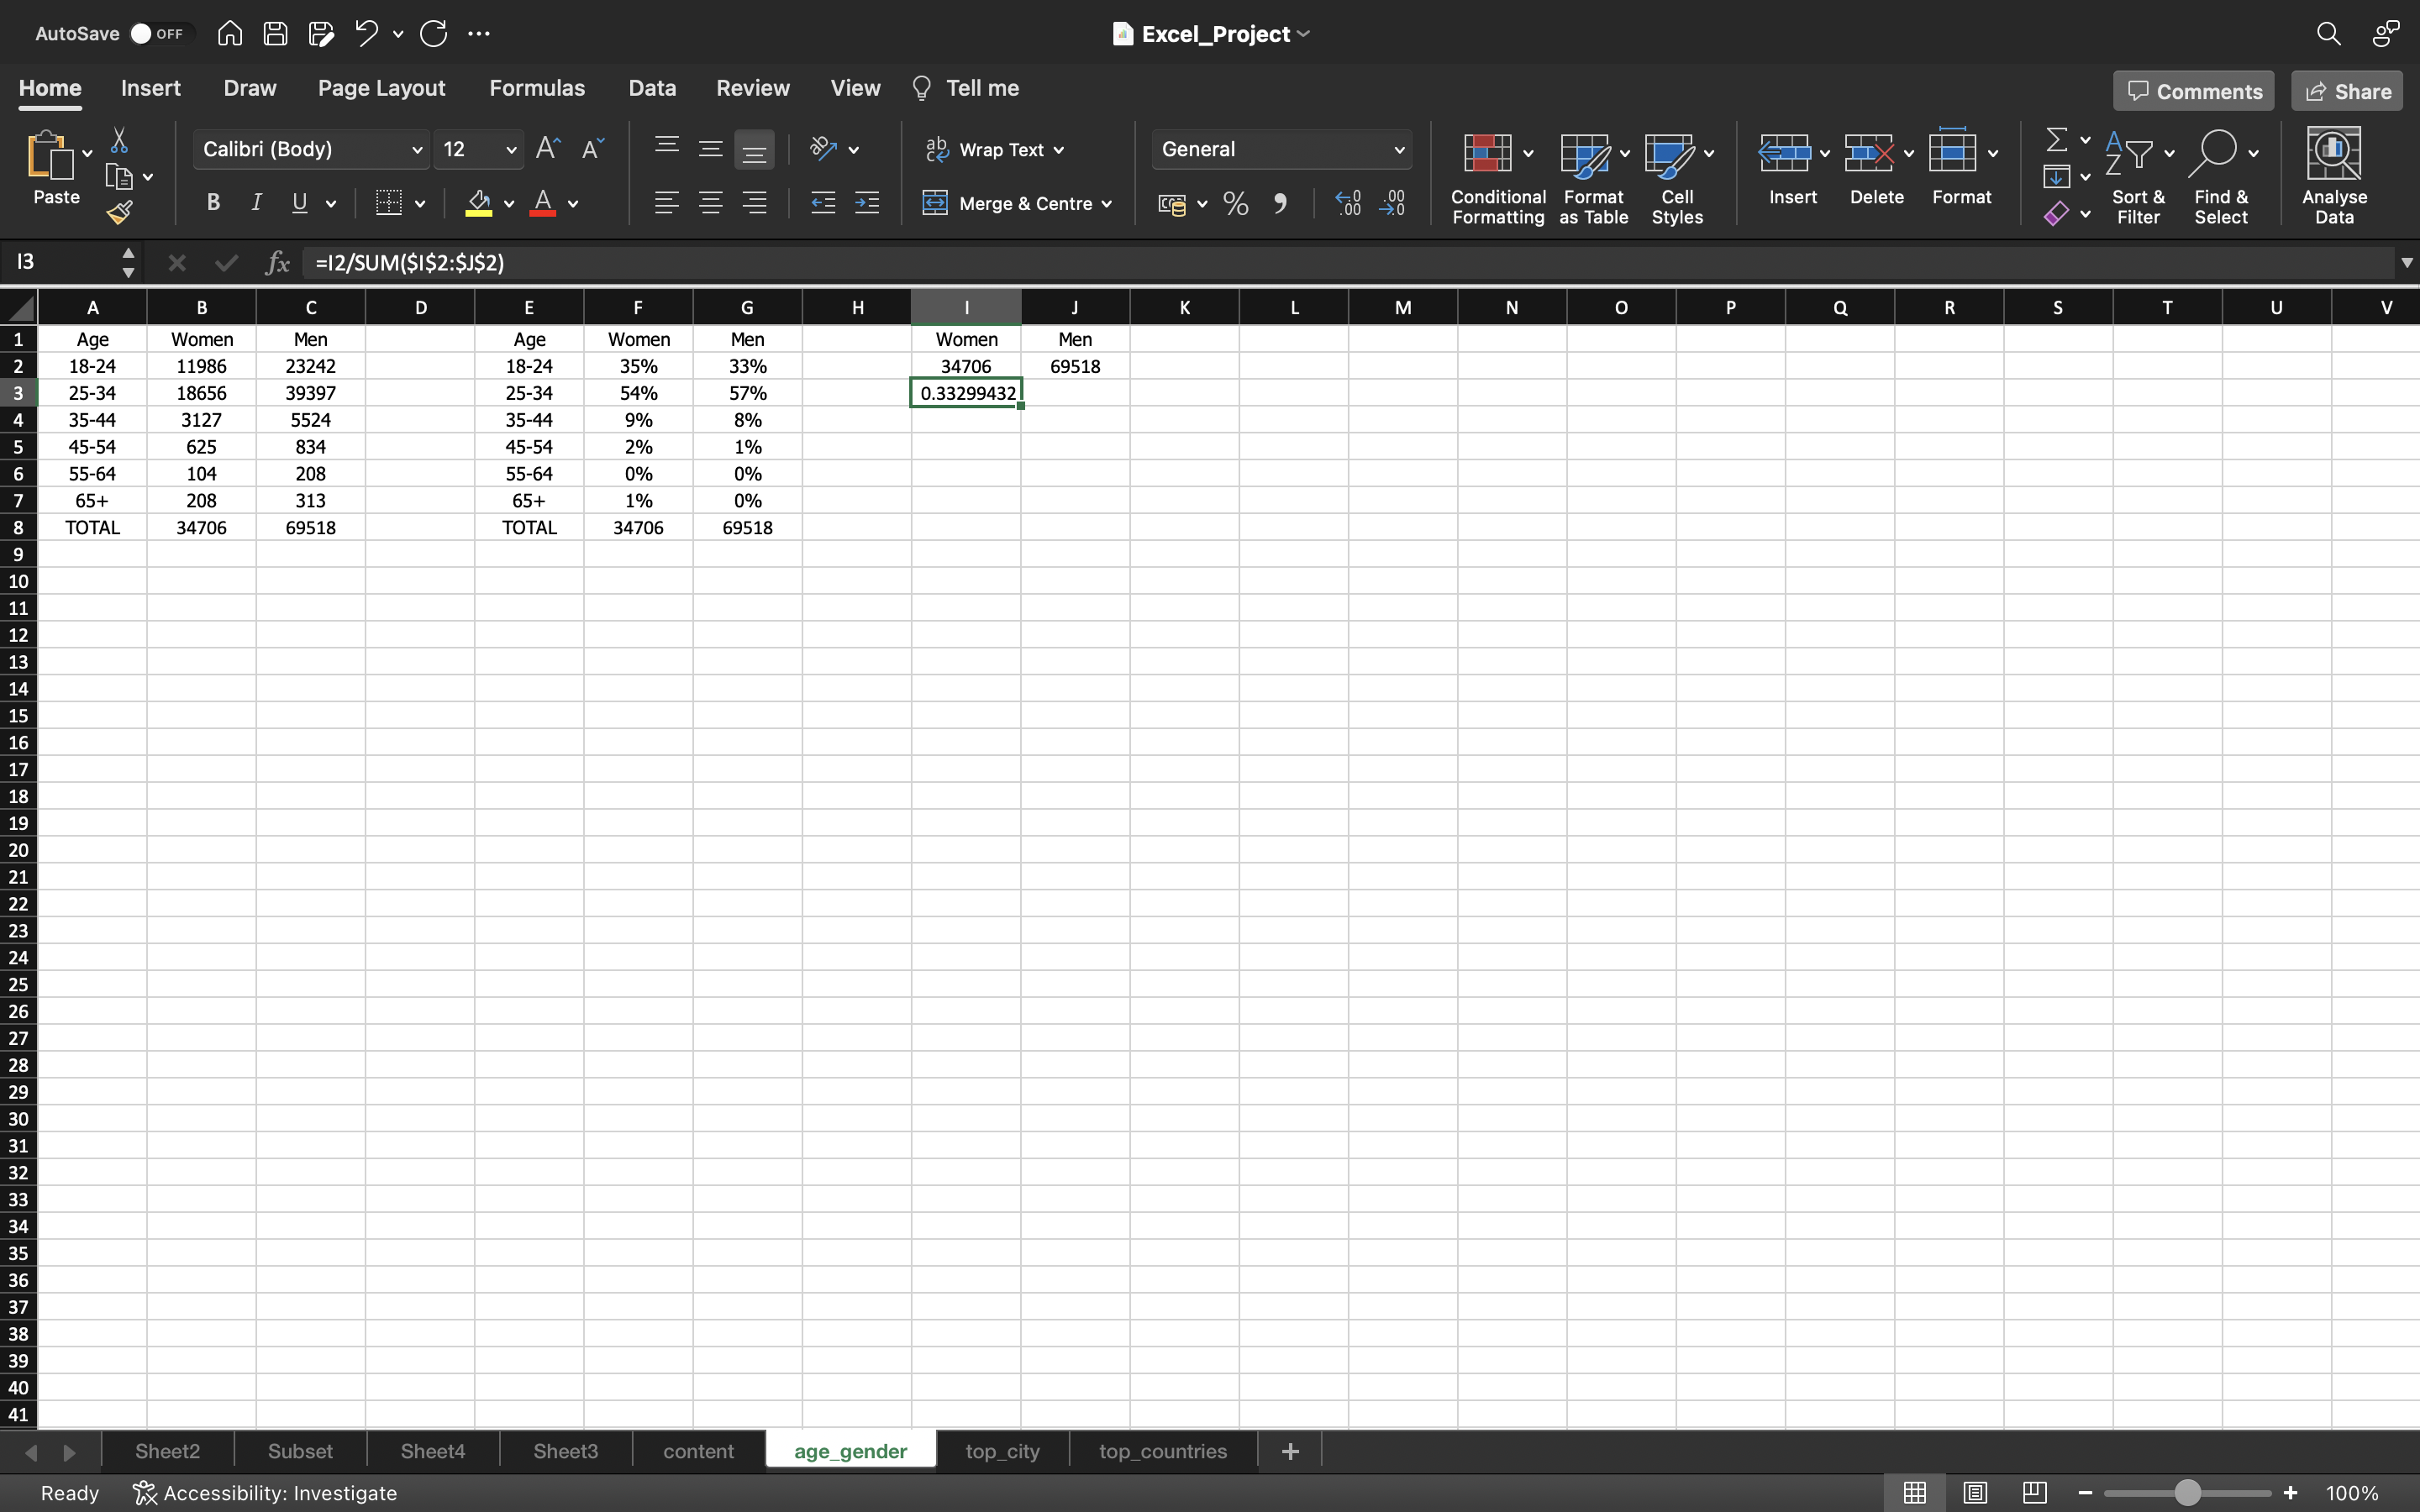 AutoSave OFF Excel_Project
Home Insert Draw Page Layout Formulas Data Review View Tell me Comments Share
Paste Calibri (Body) 12 A A ab Wrap Text General Conditional Formatting Format as Table Cell Styles Insert Delete Format Sort & Filter Find & Select Analyse Data
B I U A Merge & Centre % .00 .00
I3 fx =I2/SUM($I$2:$J$2)
A B C D E F G H I J K L M N O P Q R S T U V
1 Age Women Men Age Women Men Women Men
2 18-24 11986 23242 18-24 35% 33% 34706 69518
3 25-34 18656 39397 25-34 54% 57% 0.33299432
4 35-44 3127 5524 35-44 9% 8%
5 45-54 625 834 45-54 2% 1%
6 55-64 104 208 55-64 0% 0%
7 65+ 208 313 65+ 1% 0%
8 TOTAL 34706 69518 TOTAL 34706 69518
9
10
11
12
13
14
15
16
17
18
19
20
21
22
23
24
25
26
27
28
29
30
31
32
33
34
35
36
37
38
39
40
41
Sheet2 Subset Sheet4 Sheet3 content age_gender top_city top_countries +
Ready Accessibility: Investigate 100%